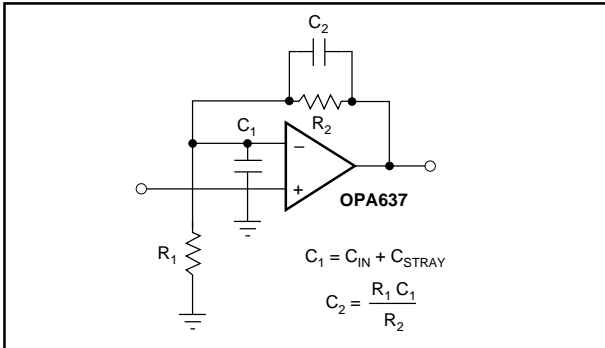 C2
R2
C1
–
+
OPA637
R1
C1 = CIN + CSTRAY
C2 = R1 C1 / R2